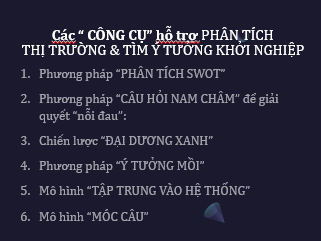 Các “ CÔNG CỤ” hỗ trợ PHÂN TÍCH
THỊ TRƯỜNG & TÌM Ý TƯỞNG KHỞI NGHIỆP
1. Phương pháp “PHÂN TÍCH SWOT”
2. Phương pháp “CÂU HỎI NAM CHÂM” để giải
quyết “nỗi đau”:
3. Chiến lược “ĐẠI DƯƠNG XANH”
4. Phương pháp “Ý TƯỞNG MỒI”
5. Mô hình “TẬP TRUNG VÀO HỆ THỐNG”
6. Mô hình “MÓC CÂU”